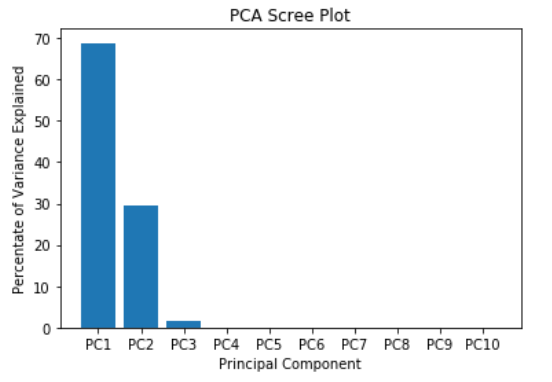 PCA Scree Plot
Percentate of Variance Explained
70
60
50
40
30
20
10
0
PC1 PC2 PC3 PC4 PC5 PC6 PC7 PC8 PC9 PC10
Principal Component